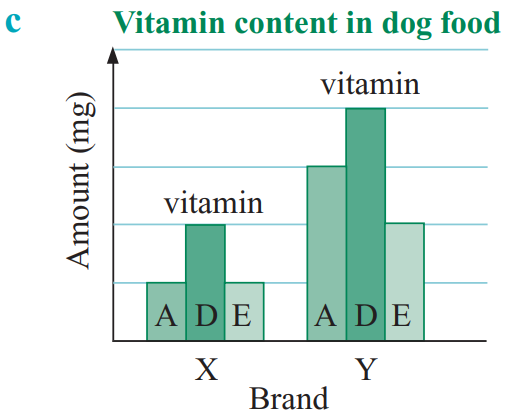 c
Vitamin content in dog food
Amount (mg)
vitamin
vitamin
A D E
A D E
X
Y
Brand